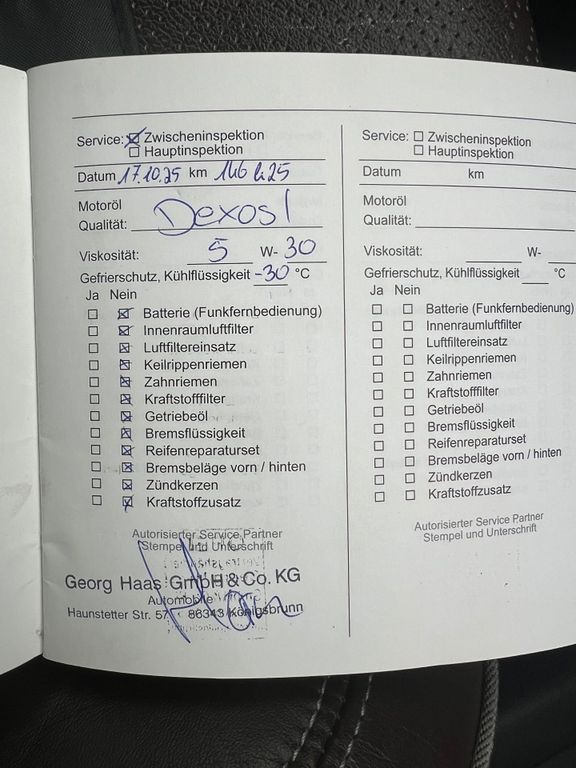 Service: Zwischeninspektion
Hauptinspektion
Datum 17.10.25 km
Motoröl
Qualität: Dexos 1
Viskosität: 5 W- 30
Gefrierschutz, Kühlflüssigkeit -30 °C
Ja Nein
Batterie (Funkfernbedienung)
Innenraumluftfilter
Luftfiltereinsatz
Keilrippenriemen
Zahnriemen
Kraftstofffilter
Getriebeöl
Bremsflüssigkeit
Reifenreparaturset
Bremsbeläge vorn / hinten
Zündkerzen
Kraftstoffzusatz
Autorisierter Service Partner
Stempel und Unterschrift
Georg Haas GmbH & Co. KG
Automobile
Haunstetter Str. 57 86343 Königsbrunn
Service: Zwischeninspektion
Hauptinspektion
Datum km
Motoröl
Qualität:
Viskosität: W-
Gefrierschutz, Kühlflüssigkeit °C
Ja Nein
Batterie (Funkfernbedienung)
Innenraumluftfilter
Luftfiltereinsatz
Keilrippenriemen
Zahnriemen
Kraftstofffilter
Getriebeöl
Bremsflüssigkeit
Reifenreparaturset
Bremsbeläge vorn / hinten
Zündkerzen
Kraftstoffzusatz
Autorisierter Service Partner
Stempel und Unterschrift